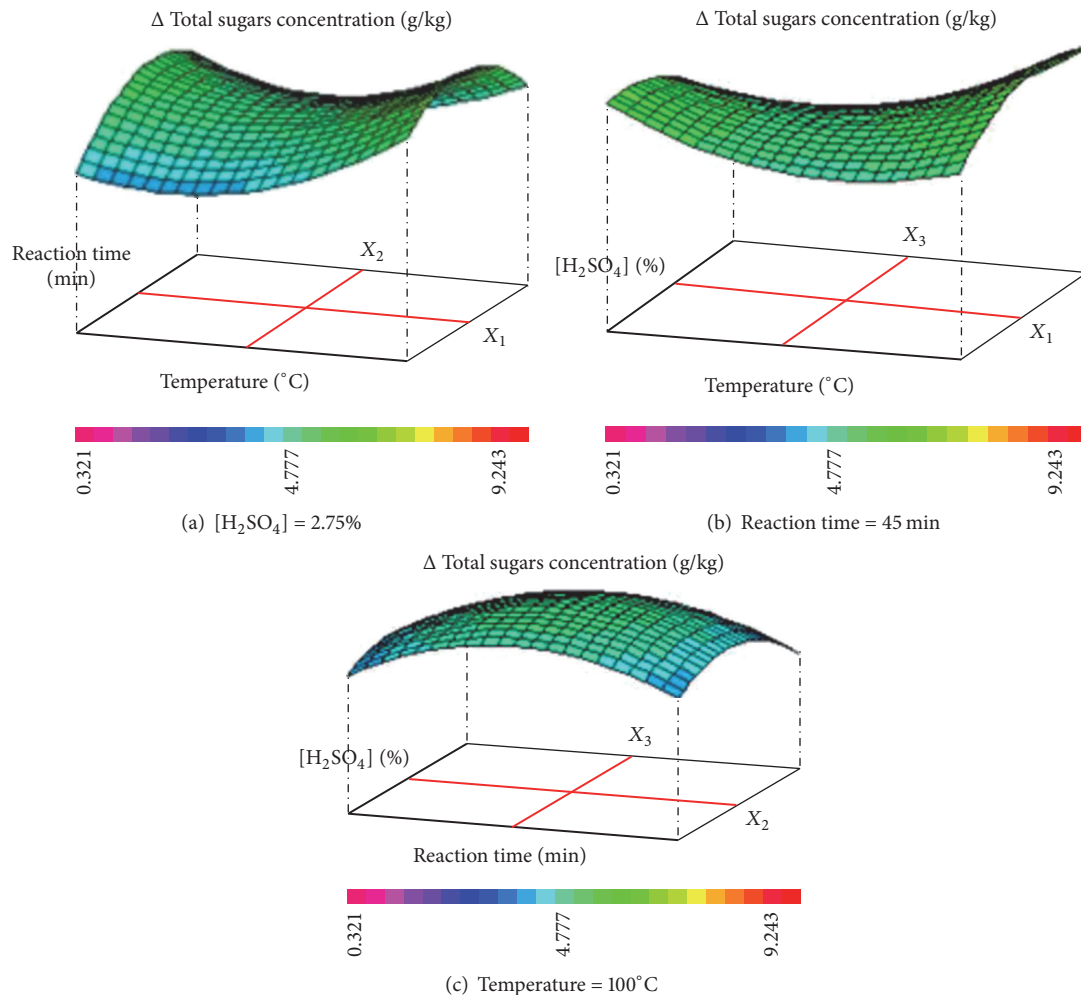 Δ Total sugars concentration (g/kg)
Reaction time
(min)
X₂
X₁
Temperature (°C)
0.321
4.777
9.243
(a) [H₂SO₄] = 2.75%
Δ Total sugars concentration (g/kg)
[H₂SO₄] (%)
X₃
X₁
Temperature (°C)
0.321
4.777
9.243
(b) Reaction time = 45 min
Δ Total sugars concentration (g/kg)
[H₂SO₄] (%)
X₃
X₂
Reaction time (min)
0.321
4.777
9.243
(c) Temperature = 100°C